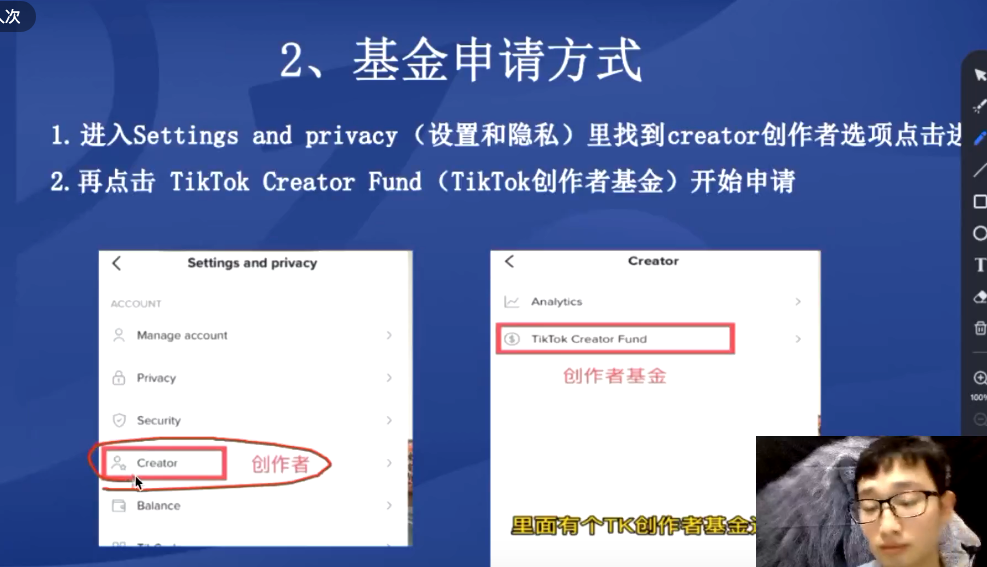 人次
2、基金申请方式
1.进入Settings and privacy（设置和隐私）里找到creator创作者选项点击进
2.再点击 TikTok Creator Fund（TikTok创作者基金）开始申请
Settings and privacy
ACCOUNT
Manage account
Privacy
Security
Creator 创作者
Balance
Creator
Analytics
TikTok Creator Fund
创作者基金
里面有个TK创作者基金
T
100%